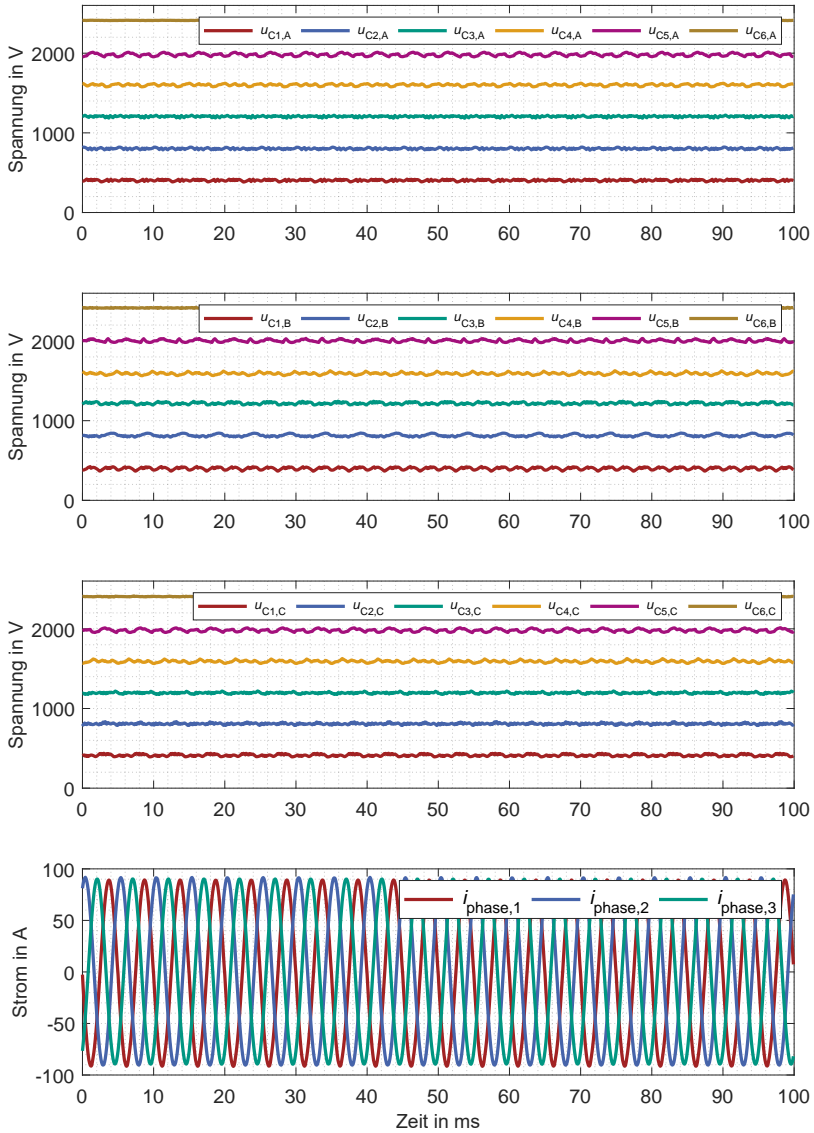 u_C1,A u_C2,A u_C3,A u_C4,A u_C5,A u_C6,A
2000
1000
0
Spannung in V
0 10 20 30 40 50 60 70 80 90 100
u_C1,B u_C2,B u_C3,B u_C4,B u_C5,B u_C6,B
2000
1000
0
Spannung in V
0 10 20 30 40 50 60 70 80 90 100
u_C1,C u_C2,C u_C3,C u_C4,C u_C5,C u_C6,C
2000
1000
0
Spannung in V
0 10 20 30 40 50 60 70 80 90 100
i_phase,1 i_phase,2 i_phase,3
100
50
0
-50
-100
Strom in A
0 10 20 30 40 50 60 70 80 90 100
Zeit in ms